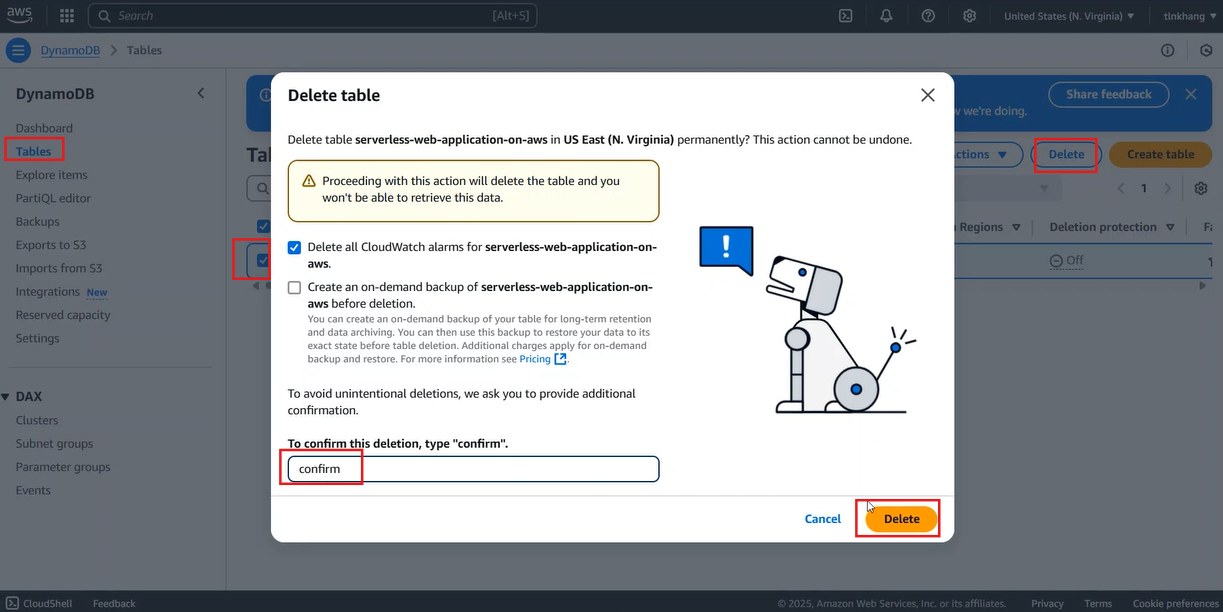 aws
Search
[Alt+S]
United States (N. Virginia)
tinkhang
DynamoDB
Tables
DynamoDB
Dashboard
Tables
Explore items
PartiQL editor
Backups
Exports to S3
Imports from S3
Integrations New
Reserved capacity
Settings
DAX
Clusters
Subnet groups
Parameter groups
Events
Share feedback
w we're doing.
Delete
Create table
1
Regions
Deletion protection
Off
Delete table
Delete table serverless-web-application-on-aws in US East (N. Virginia) permanently? This action cannot be undone.
Proceeding with this action will delete the table and you
won't be able to retrieve this data.
Delete all CloudWatch alarms for serverless-web-application-on-
aws.
Create an on-demand backup of serverless-web-application-on-
aws before deletion.
You can create an on-demand backup of your table for long-term retention
and data archiving. You can then use this backup to restore your data to its
exact state before table deletion. Additional charges apply for on-demand
backup and restore. For more information see Pricing.
To avoid unintentional deletions, we ask you to provide additional
confirmation.
To confirm this deletion, type "confirm".
confirm
Cancel
Delete
CloudShell
Feedback
© 2025, Amazon Web Services, Inc. or its affiliates.
Privacy
Terms
Cookie preferences